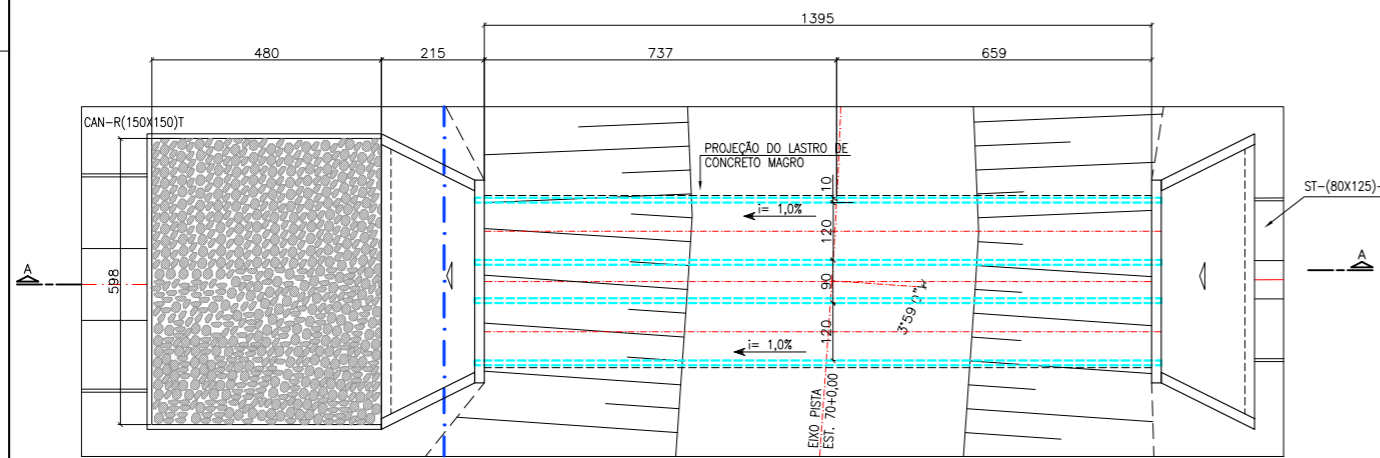 1395
480
215
737
659
CAN-R(150X150)T
PROJEÇÃO DO LASTRO DE
CONCRETO MAGRO
10
ST-(80X125)-
i= 1,0%
120
A
A
598
90
3°59'0"
120
i= 1,0%
EIXO PISTA
EST. 70+0,00